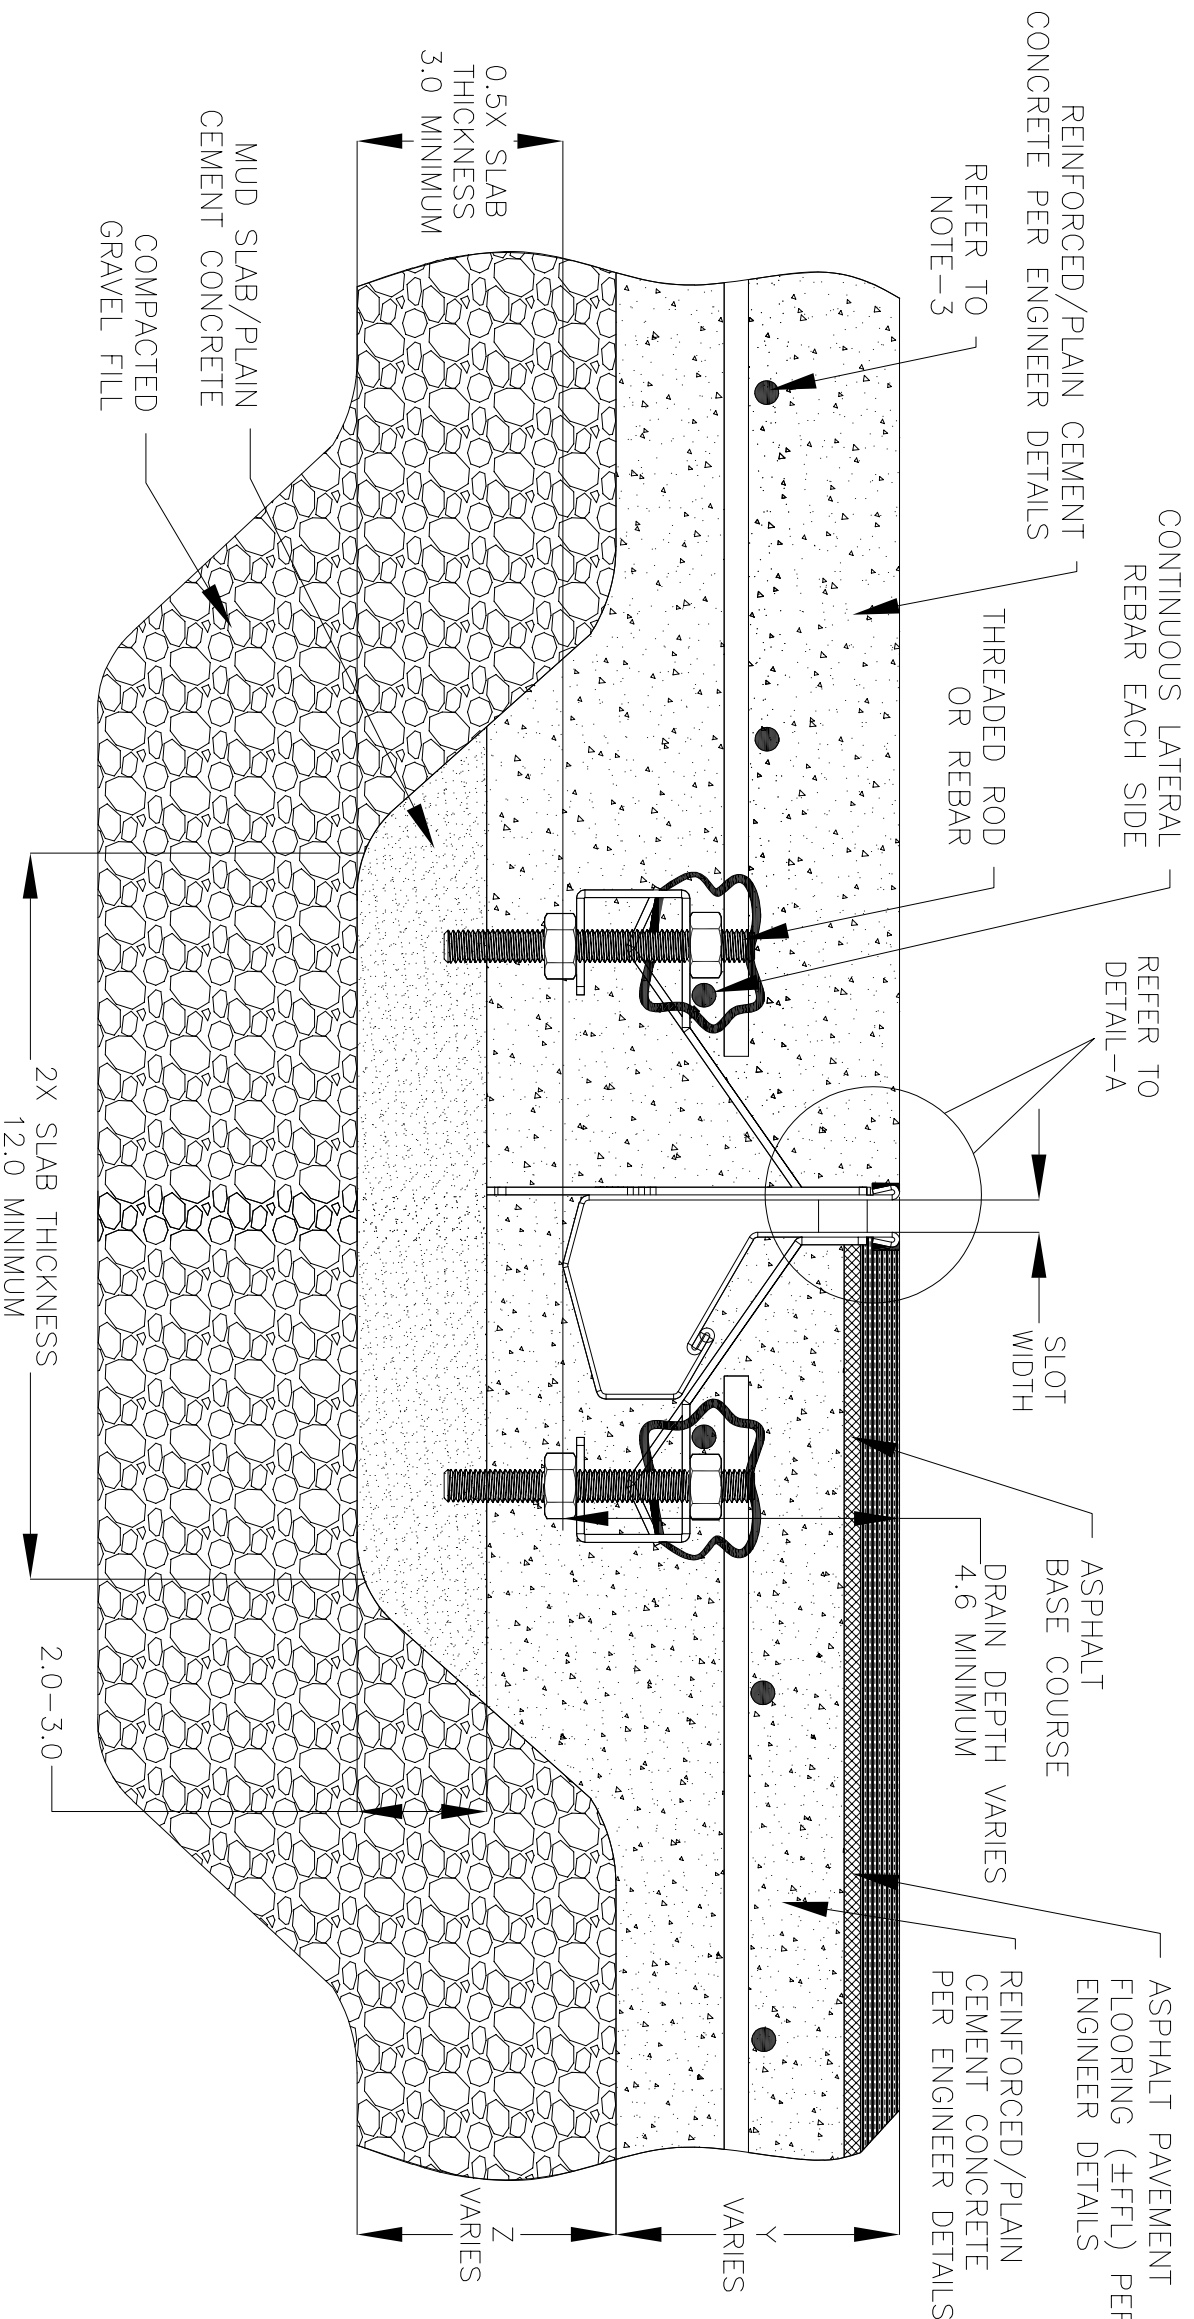 CONTINUOUS LATERAL
REBAR EACH SIDE
REINFORCED/PLAIN CEMENT
CONCRETE PER ENGINEER DETAILS
REFER TO
NOTE-3
THREADED ROD
OR REBAR
REFER TO
DETAIL-A
SLOT
WIDTH
ASPHALT
BASE COURSE
DRAIN DEPTH VARIES
4.6 MINIMUM
ASPHALT PAVEMENT
FLOORING (±FFL) PER
ENGINEER DETAILS
REINFORCED/PLAIN
CEMENT CONCRETE
PER ENGINEER DETAILS
Y
VARIES
Z
VARIES
0.5X SLAB
THICKNESS
3.0 MINIMUM
MUD SLAB/PLAIN
CEMENT CONCRETE
COMPACTED
GRAVEL FILL
2X SLAB THICKNESS
12.0 MINIMUM
2.0-3.0